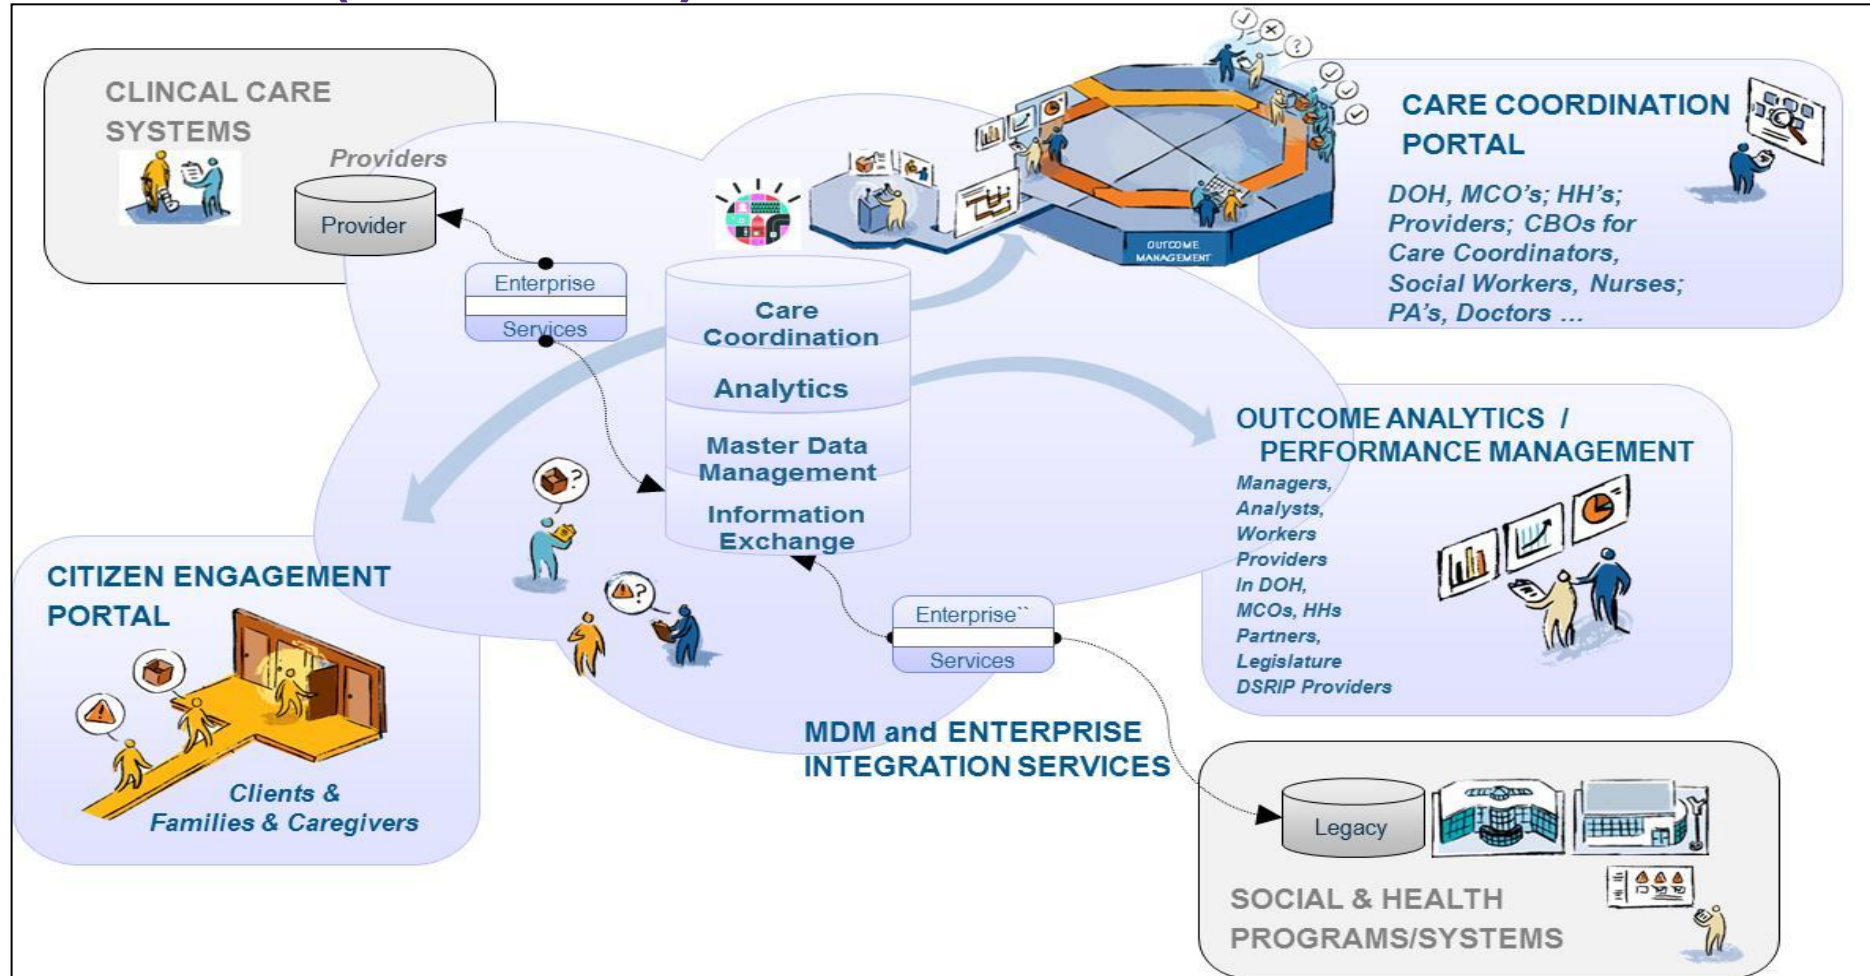 CLINCAL CARE
SYSTEMS
Providers
Provider
Enterprise
Services
Care
Coordination
Analytics
Master Data
Management
Information
Exchange
OUTCOME
MANAGEMENT
CARE COORDINATION
PORTAL
DOH, MCO's; HH's;
Providers; CBOs for
Care Coordinators,
Social Workers, Nurses;
PA's, Doctors …
OUTCOME ANALYTICS /
PERFORMANCE MANAGEMENT
Managers,
Analysts,
Workers
Providers
In DOH,
MCOs, HHs
Partners,
Legislature
DSRIP Providers
CITIZEN ENGAGEMENT
PORTAL
Clients &
Families & Caregivers
?
?
?
Enterprise``
Services
MDM and ENTERPRISE
INTEGRATION SERVICES
Legacy
SOCIAL & HEALTH
PROGRAMS/SYSTEMS